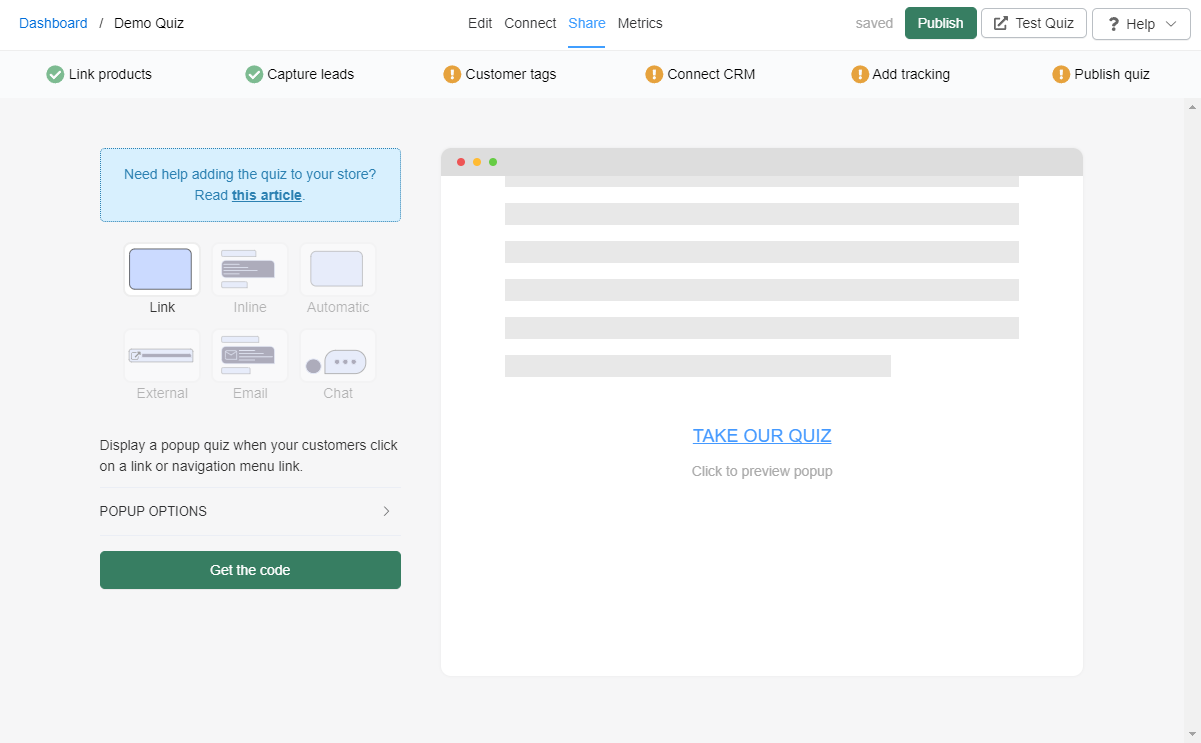 Dashboard / Demo Quiz
Edit Connect Share Metrics
saved Publish Test Quiz ? Help
Link products
Capture leads
Customer tags
Connect CRM
Add tracking
Publish quiz
Need help adding the quiz to your store?
Read this article.
Link Inline Automatic
External Email Chat
Display a popup quiz when your customers click
on a link or navigation menu link.
POPUP OPTIONS
Get the code
TAKE OUR QUIZ
Click to preview popup